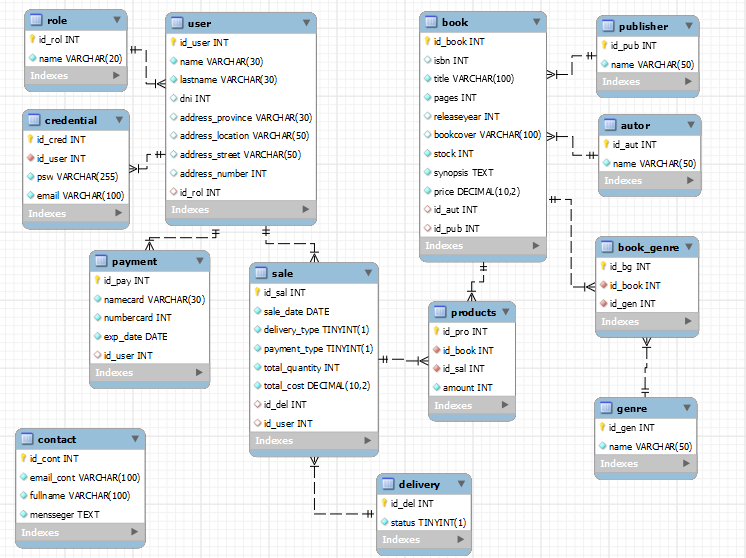 role
id_rol INT
name VARCHAR(20)
Indexes
user
id_user INT
name VARCHAR(30)
lastname VARCHAR(30)
dni INT
address_province VARCHAR(30)
address_location VARCHAR(50)
address_street VARCHAR(50)
address_number INT
id_rol INT
Indexes
book
id_book INT
isbn INT
title VARCHAR(100)
pages INT
releaseyear INT
bookcover VARCHAR(100)
stock INT
synopsis TEXT
price DECIMAL(10,2)
id_aut INT
id_pub INT
Indexes
publisher
id_pub INT
name VARCHAR(50)
Indexes
credential
id_cred INT
id_user INT
psw VARCHAR(255)
email VARCHAR(100)
Indexes
autor
id_aut INT
name VARCHAR(50)
Indexes
payment
id_pay INT
namecard VARCHAR(30)
numbercard INT
exp_date DATE
id_user INT
Indexes
sale
id_sal INT
sale_date DATE
delivery_type TINYINT(1)
payment_type TINYINT(1)
total_quantity INT
total_cost DECIMAL(10,2)
id_del INT
id_user INT
Indexes
book_genre
id_bg INT
id_book INT
id_gen INT
Indexes
products
id_pro INT
id_book INT
id_sal INT
amount INT
Indexes
genre
id_gen INT
name VARCHAR(50)
Indexes
contact
id_cont INT
email_cont VARCHAR(100)
fullname VARCHAR(100)
mensseger TEXT
Indexes
delivery
id_del INT
status TINYINT(1)
Indexes